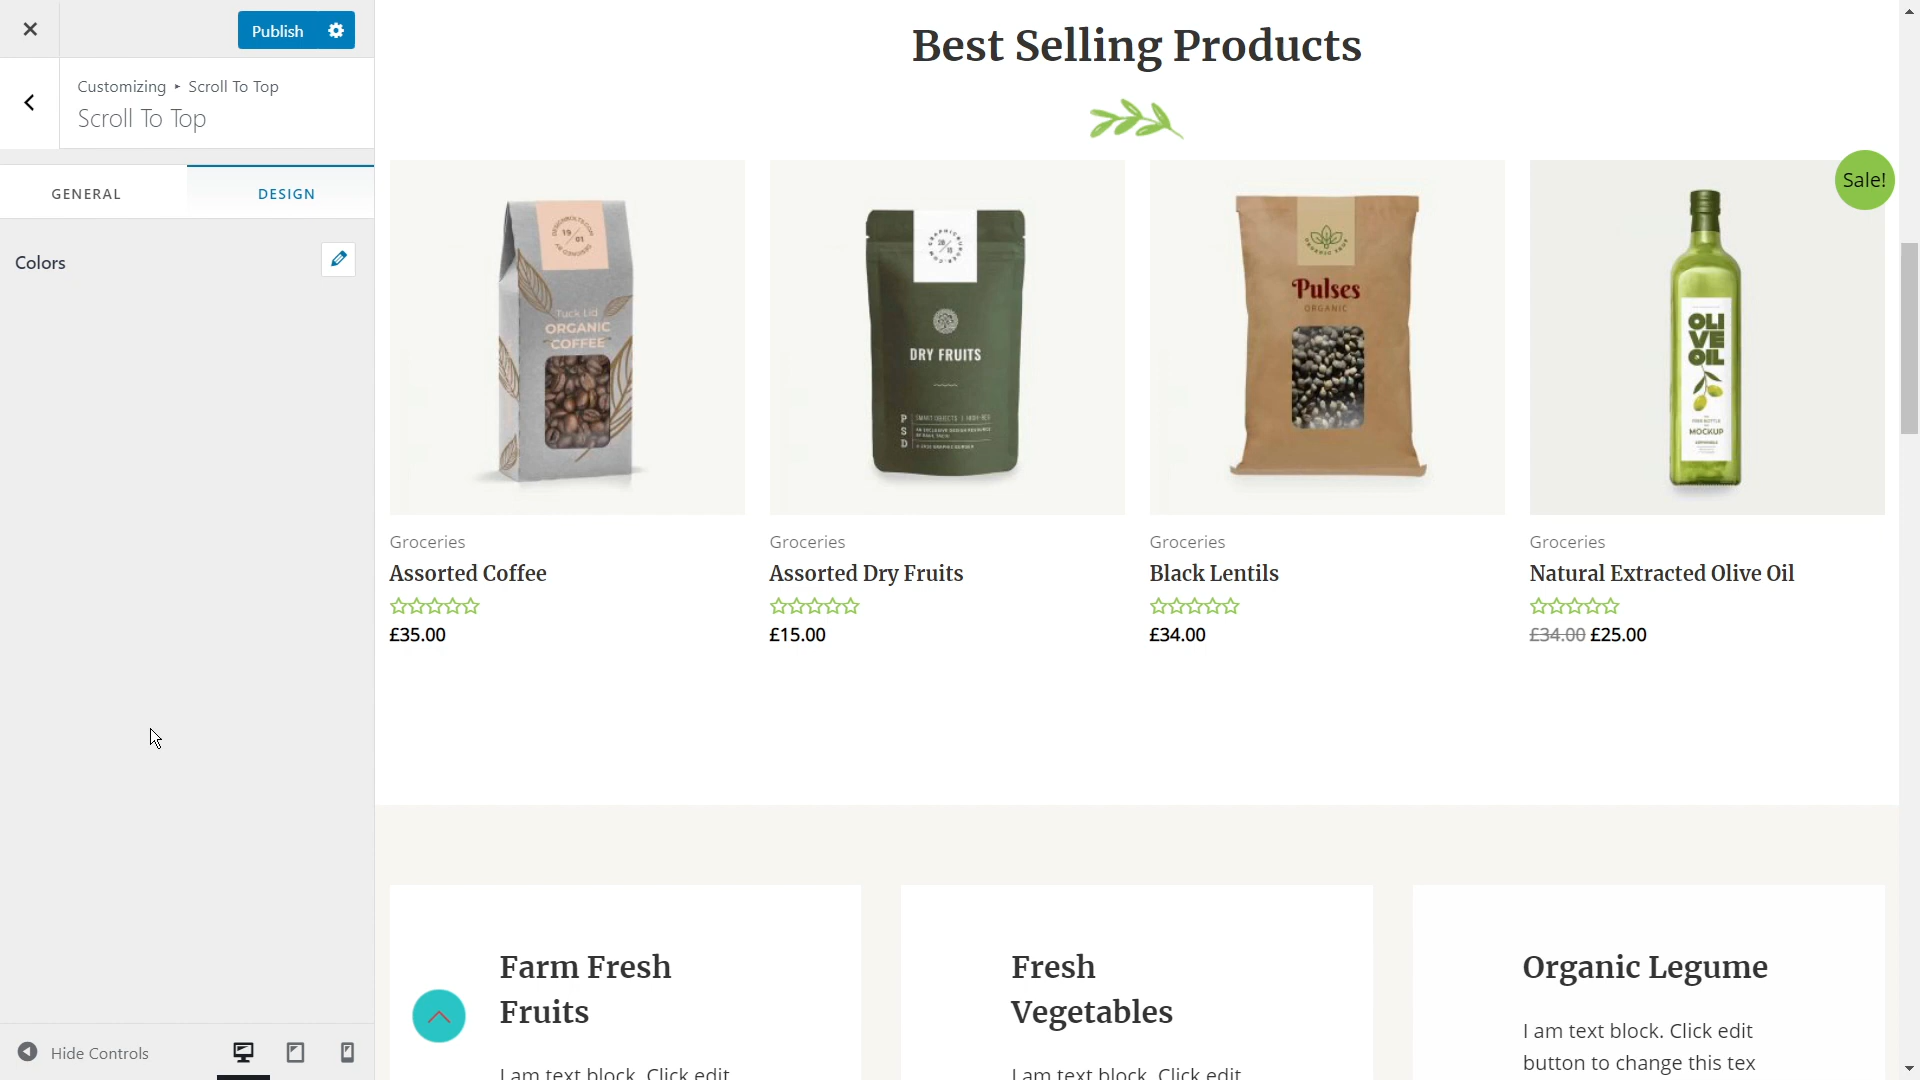 Publish
Customizing ▸ Scroll To Top
Scroll To Top
GENERAL
DESIGN
Colors
Hide Controls
Best Selling Products
Sale!
19 01
Tuck Lid
ORGANIC
COFFEE
DRY FRUITS
P
S
D
Pulses
ORGANIC
OLI
VE
OIL
MOCKUP
Groceries
Assorted Coffee
£35.00
Groceries
Assorted Dry Fruits
£15.00
Groceries
Black Lentils
£34.00
Groceries
Natural Extracted Olive Oil
£34.00 £25.00
Farm Fresh
Fruits
I am text block. Click edit
Fresh
Vegetables
I am text block. Click edit
Organic Legume
I am text block. Click edit
button to change this tex